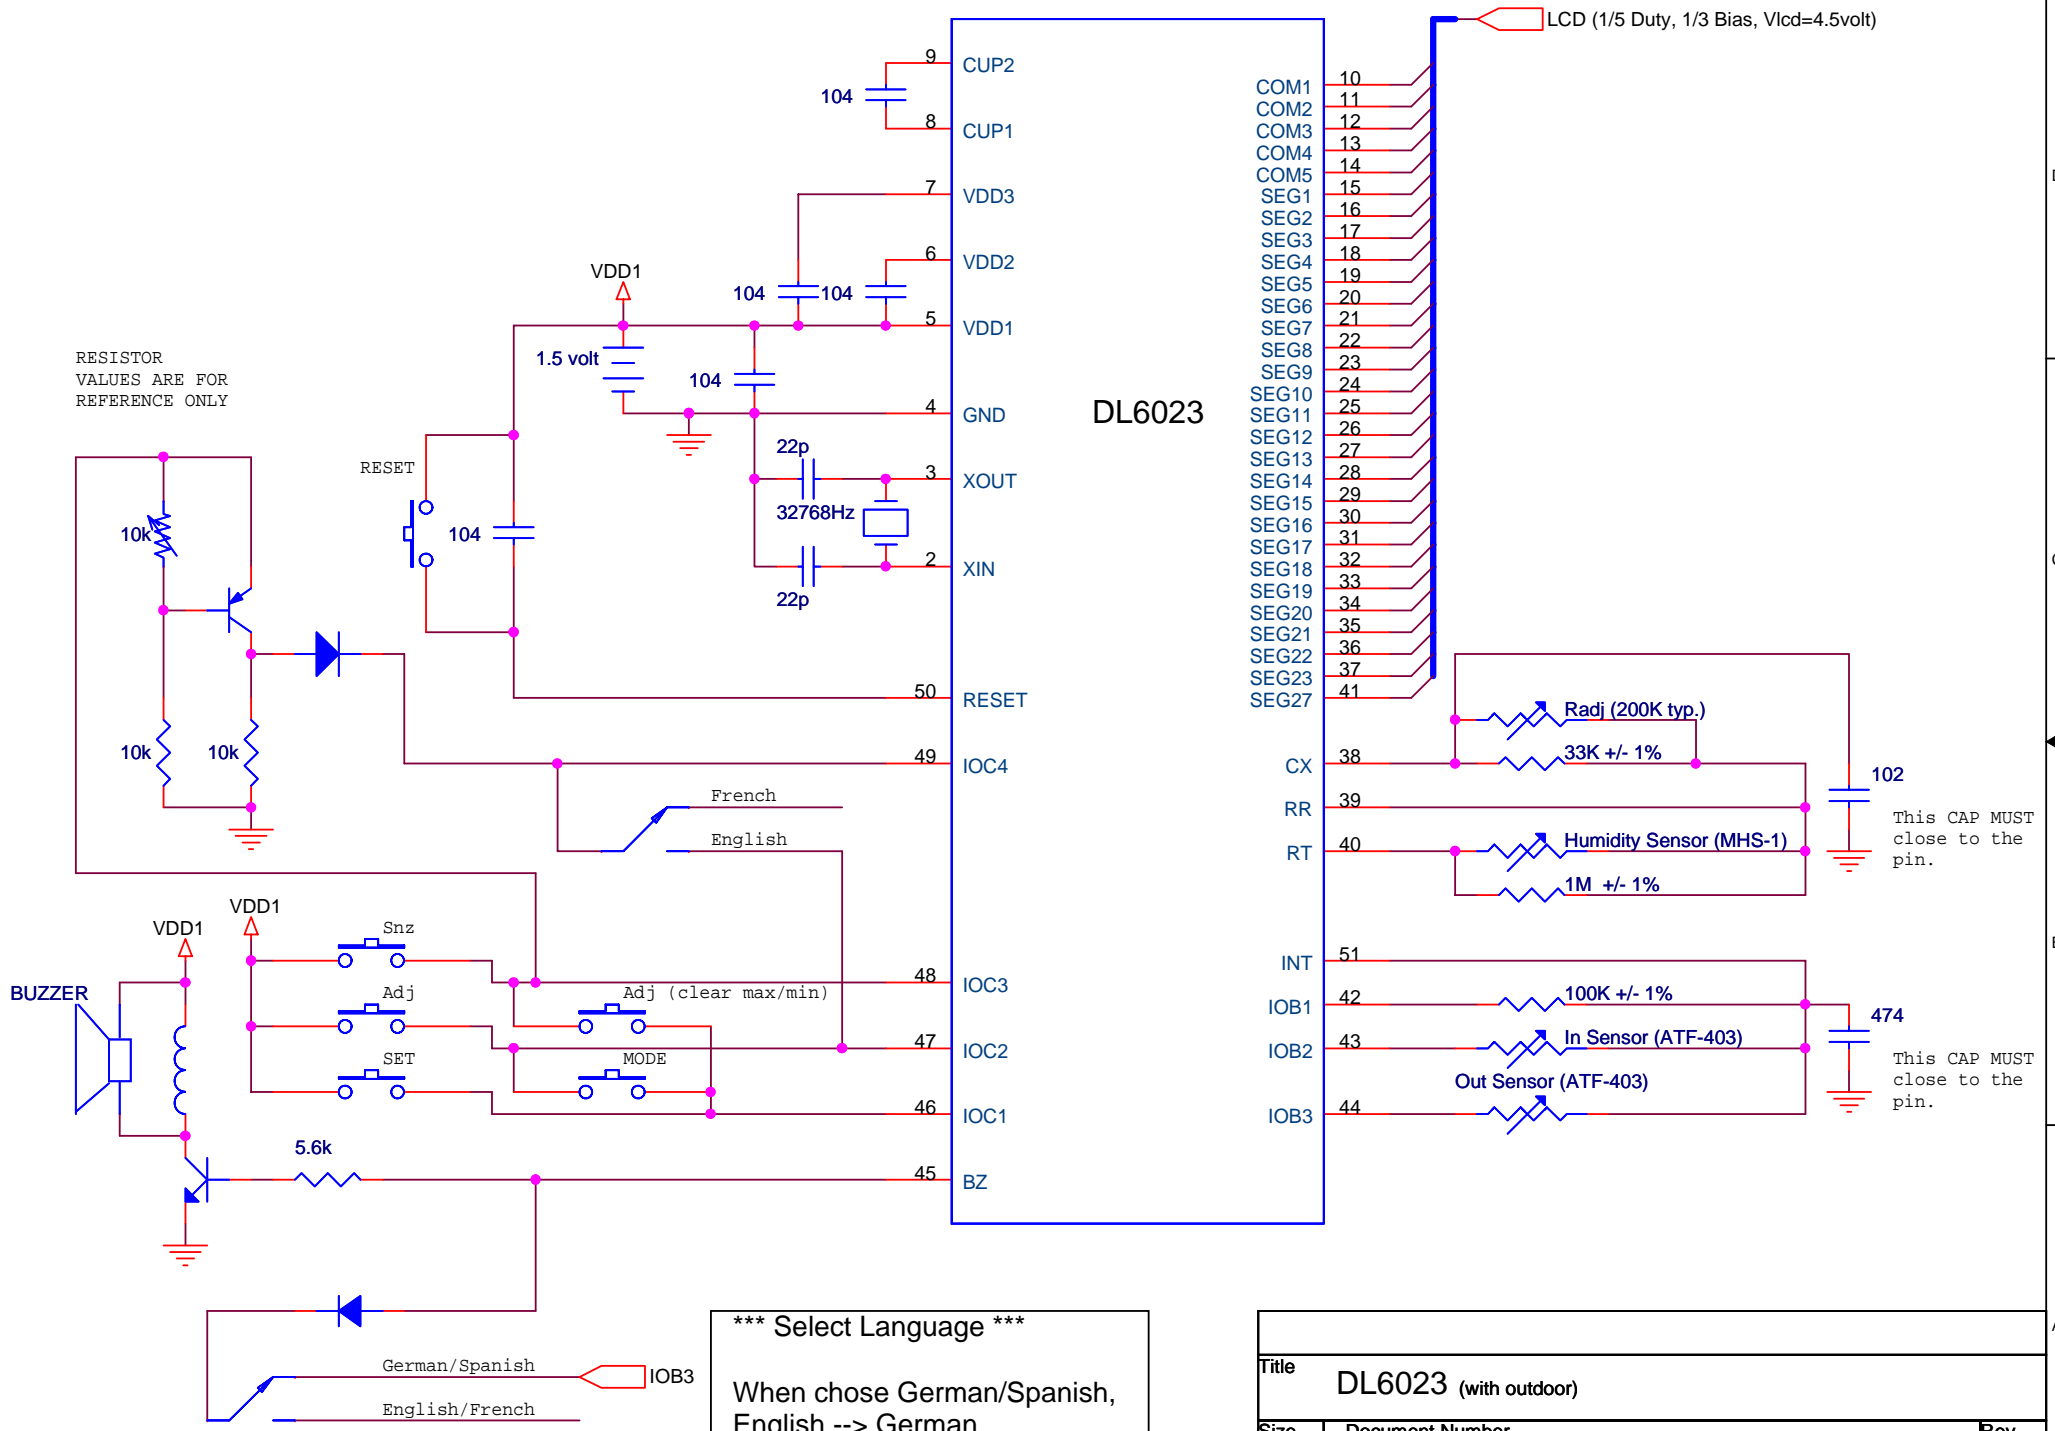 LCD (1/5 Duty, 1/3 Bias, Vlcd=4.5volt)
9 CUP2
104
8 CUP1
7 VDD3
6 VDD2
VDD1
104
104
5 VDD1
1.5 volt
104
4 GND
DL6023
22p
3 XOUT
32768Hz
2 XIN
22p
RESISTOR
VALUES ARE FOR
REFERENCE ONLY
RESET
10k
104
10k
10k
50 RESET
49 IOC4
French
English
COM1 10
COM2 11
COM3 12
COM4 13
COM5 14
SEG1 15
SEG2 16
SEG3 17
SEG4 18
SEG5 19
SEG6 20
SEG7 21
SEG8 22
SEG9 23
SEG10 24
SEG11 25
SEG12 26
SEG13 27
SEG14 28
SEG15 29
SEG16 30
SEG17 31
SEG18 32
SEG19 33
SEG20 34
SEG21 35
SEG22 36
SEG23 37
SEG27 41
Radj (200K typ.)
CX 38
33K +/- 1%
102
RR 39
This CAP MUST
close to the
pin.
RT 40
Humidity Sensor (MHS-1)
1M +/- 1%
VDD1
VDD1
Snz
48 IOC3
BUZZER
Adj
Adj (clear max/min)
47 IOC2
SET
MODE
46 IOC1
5.6k
45 BZ
INT 51
IOB1 42
100K +/- 1%
474
IOB2 43
In Sensor (ATF-403)
This CAP MUST
close to the
pin.
Out Sensor (ATF-403)
IOB3 44
German/Spanish
IOB3
English/French
*** Select Language ***
When chose German/Spanish,
English --> German
Title
DL6023 (with outdoor)
Size
Document Number
Rev